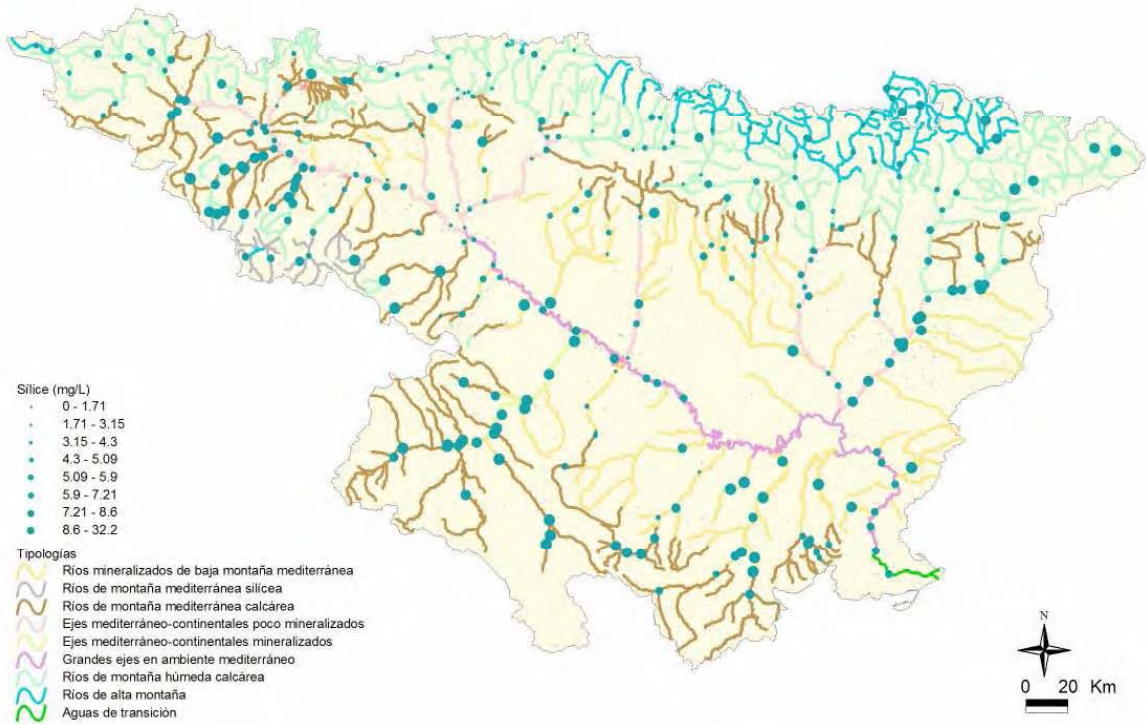 Sílice (mg/L)
0 - 1.71
1.71 - 3.15
3.15 - 4.3
4.3 - 5.09
5.09 - 5.9
5.9 - 7.21
7.21 - 8.6
8.6 - 32.2
Tipologías
Ríos mineralizados de baja montaña mediterránea
Ríos de montaña mediterránea silícea
Ríos de montaña mediterránea calcárea
Ejes mediterráneo-continentales poco mineralizados
Ejes mediterráneo-continentales mineralizados
Grandes ejes en ambiente mediterráneo
Ríos de montaña húmeda calcárea
Ríos de alta montaña
Aguas de transición
N
0 20 Km